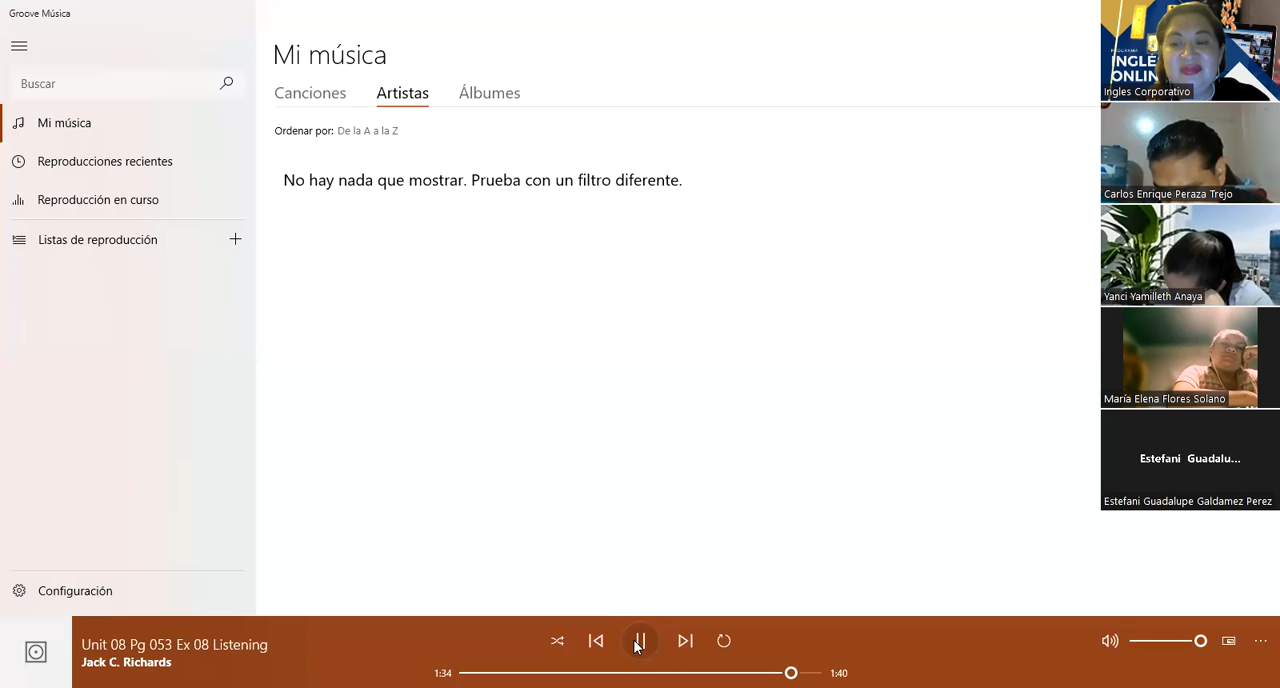 Groove Música
Buscar
Mi música
Reproducciones recientes
Reproducción en curso
Listas de reproducción
Configuración
Mi música
Canciones Artistas Álbumes
Ordenar por: De la A a la Z
No hay nada que mostrar. Prueba con un filtro diferente.
PROGRAMA
INGLÉ
ONLIN
Ingles Corporativo
Carlos Enrique Peraza Trejo
Yanci Yamilleth Anaya
María Elena Flores Solano
Estefani Guadalu...
Estefani Guadalupe Galdamez Perez
Unit 08 Pg 053 Ex 08 Listening
Jack C. Richards
1:34
1:40